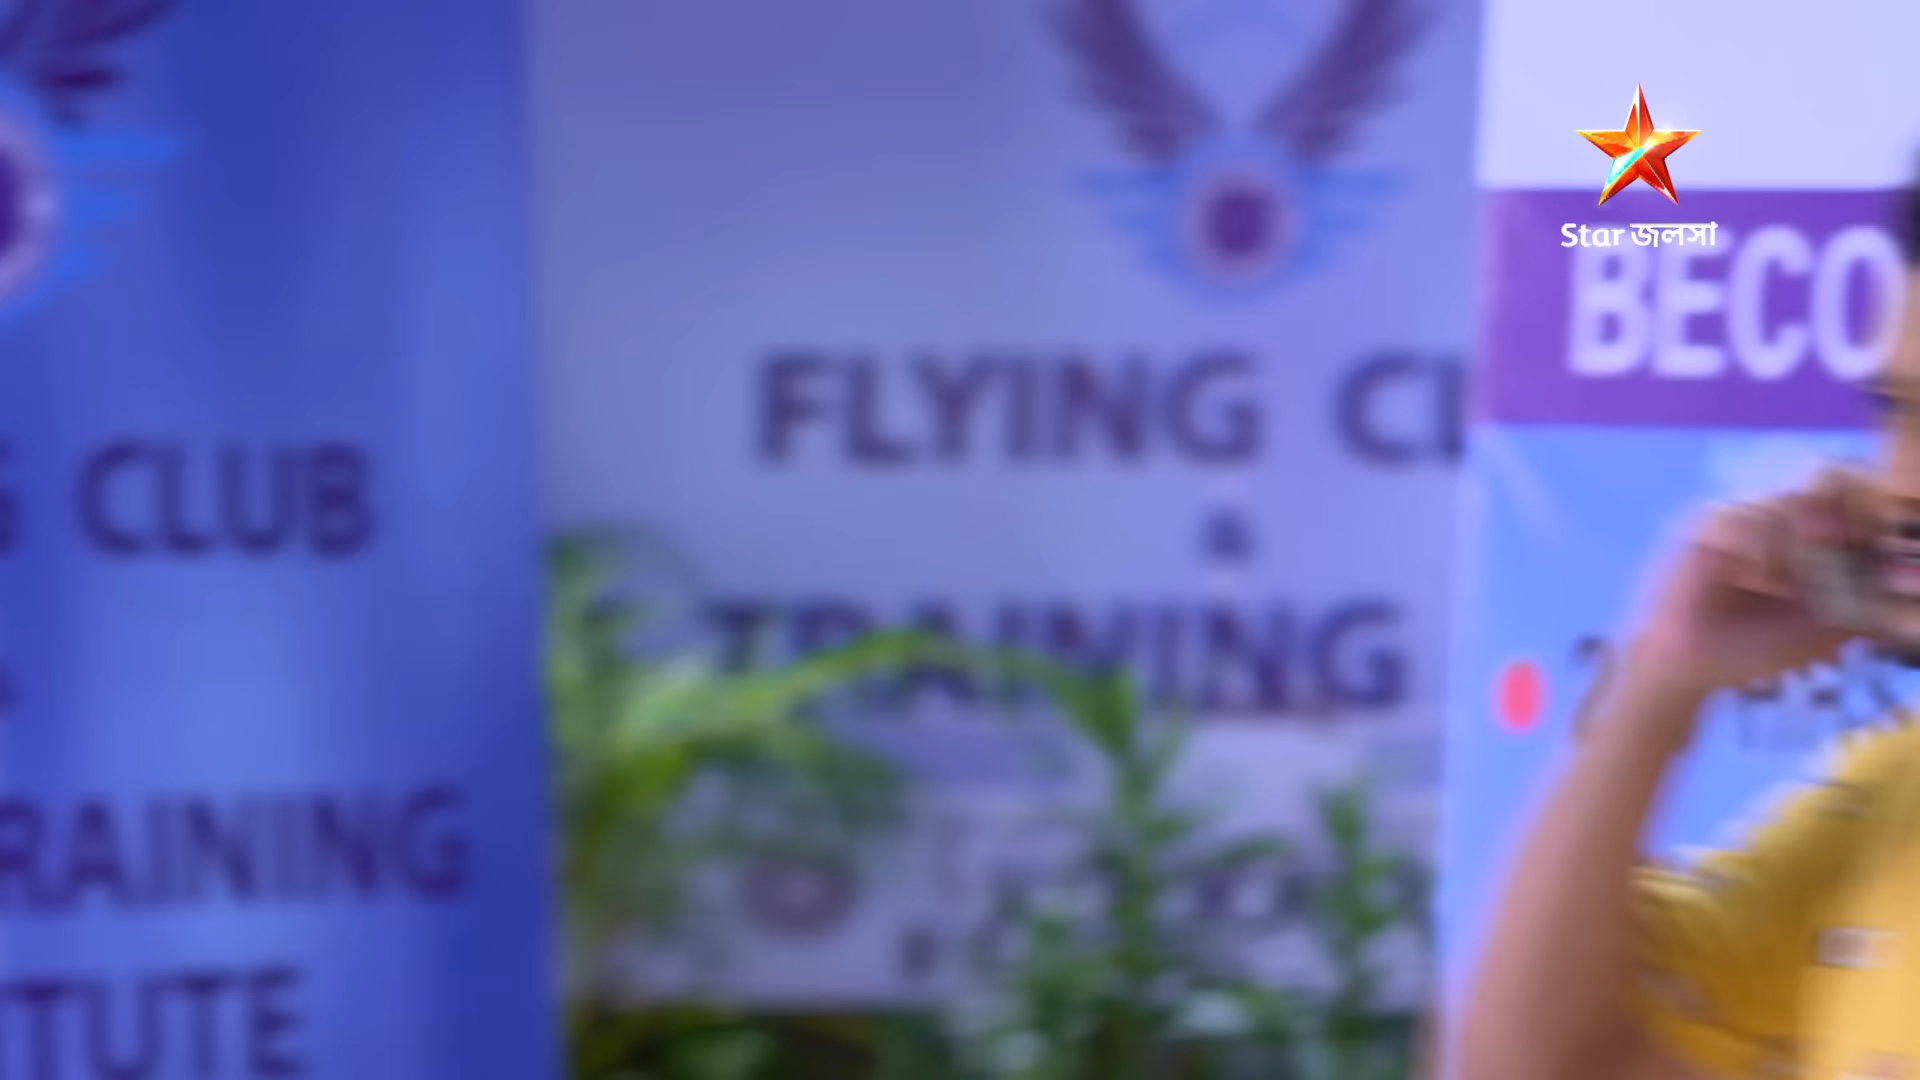 Star জলসা
BECO
FLYING CL
&
TRAINING
G CLUB
RAINING
TUTE